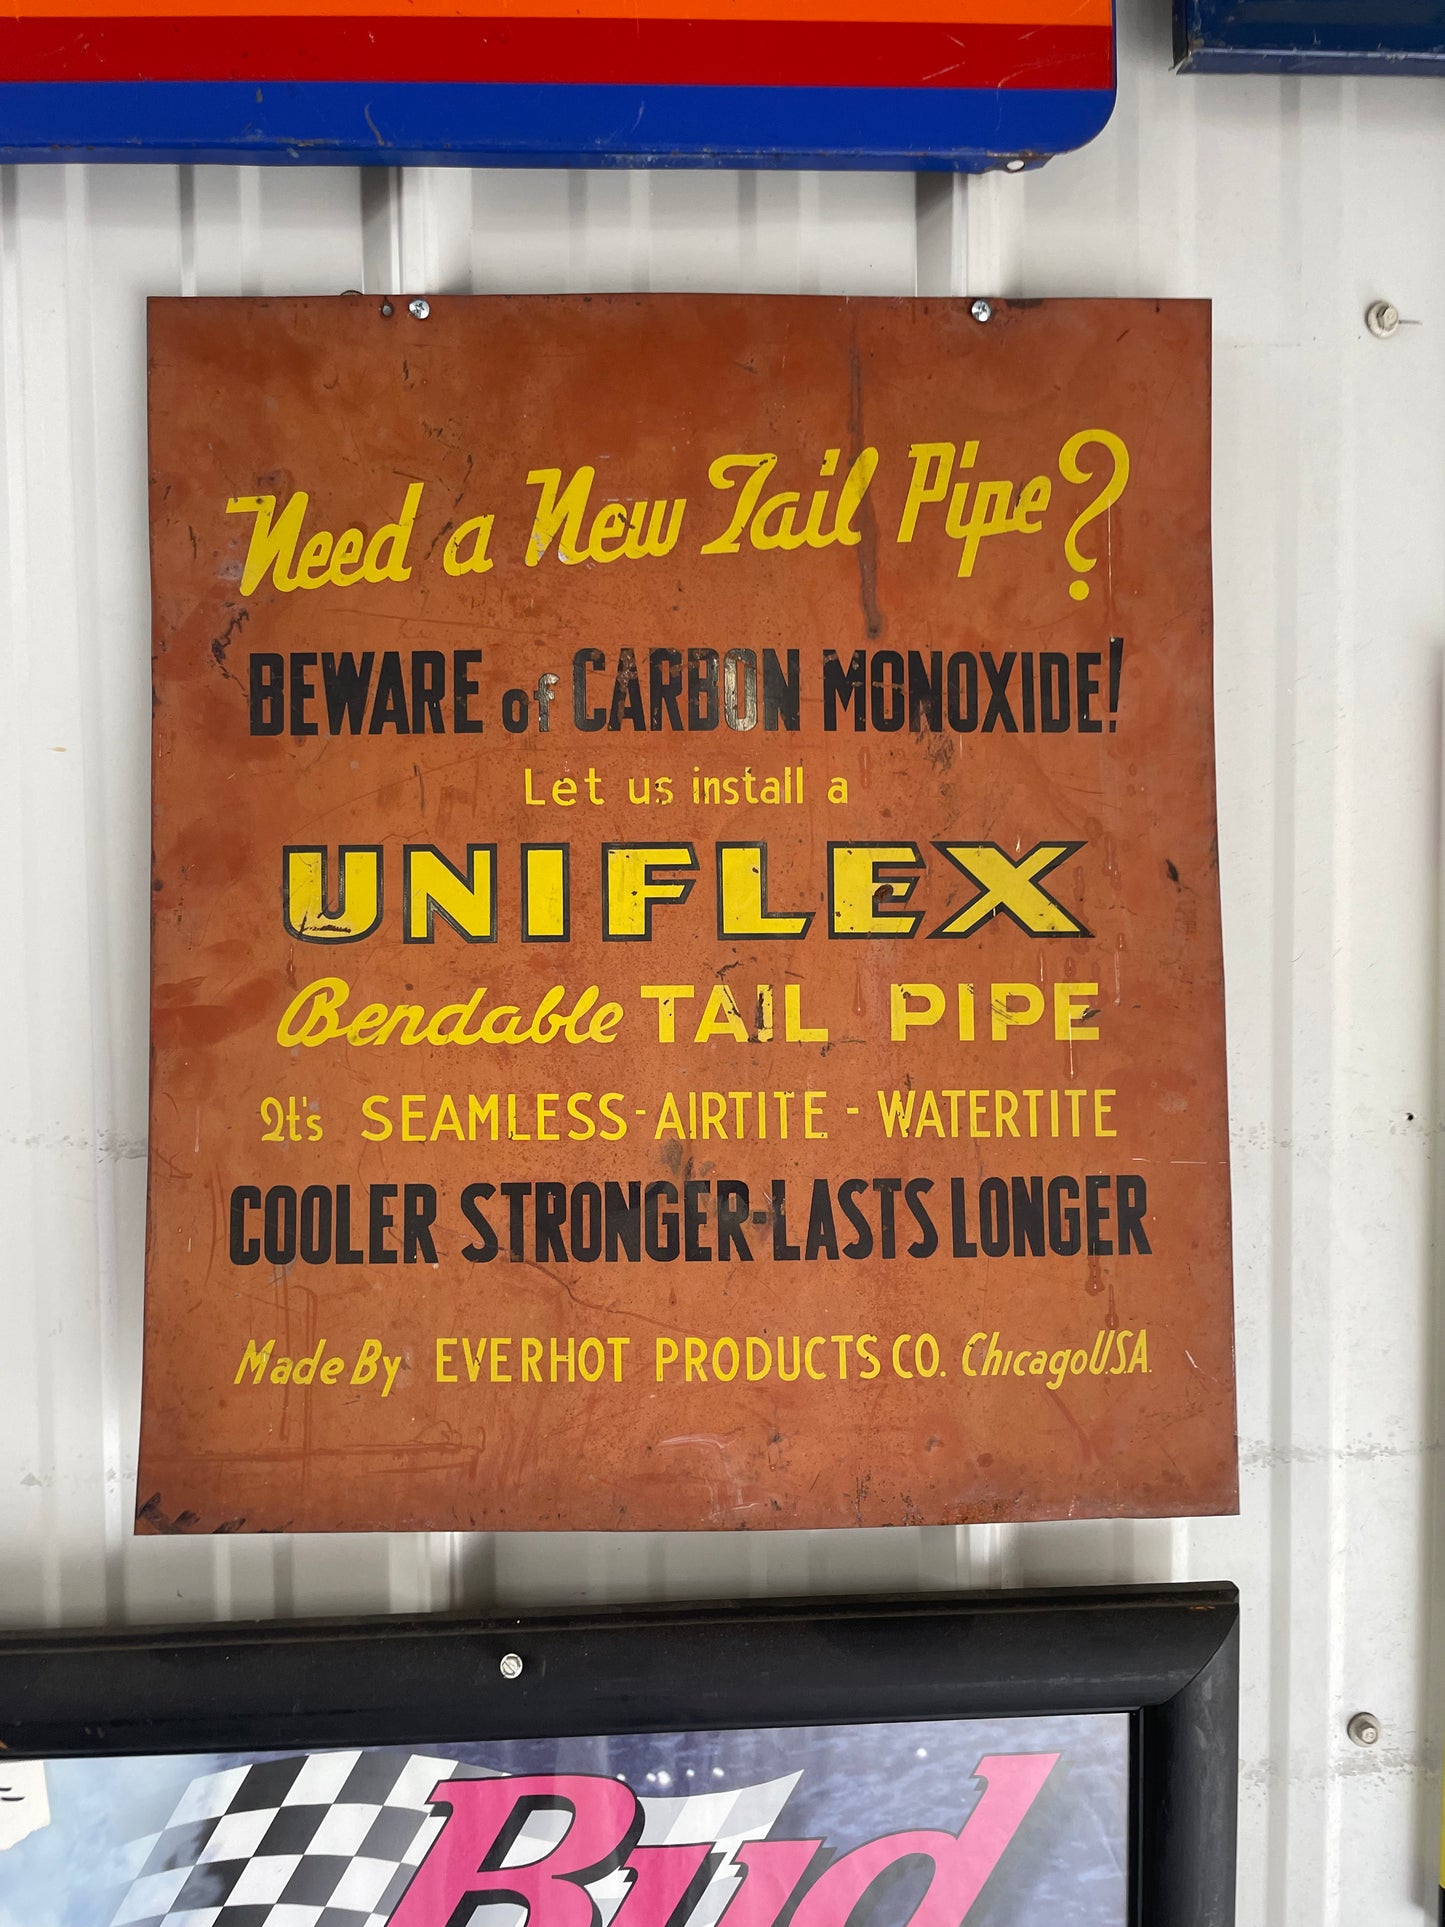 Need a New Tail Pipe?
BEWARE of CARBON MONOXIDE!
Let us install a
UNIFLEX
Bendable TAIL PIPE
It's SEAMLESS-AIRTITE - WATERTITE
COOLER STRONGER-LASTS LONGER
Made By EVERHOT PRODUCTS CO. Chicago U.S.A.
Bud